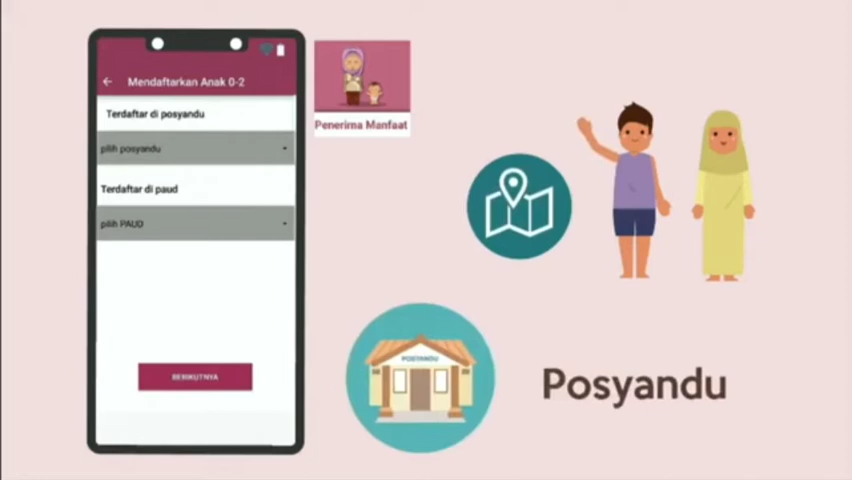 Mendaftarkan Anak 0-2
Terdaftar di posyandu
pilih posyandu
Terdaftar di paud
pilih PAUD
BERIKUTNYA
Penerima Manfaat
POSYANDU
Posyandu